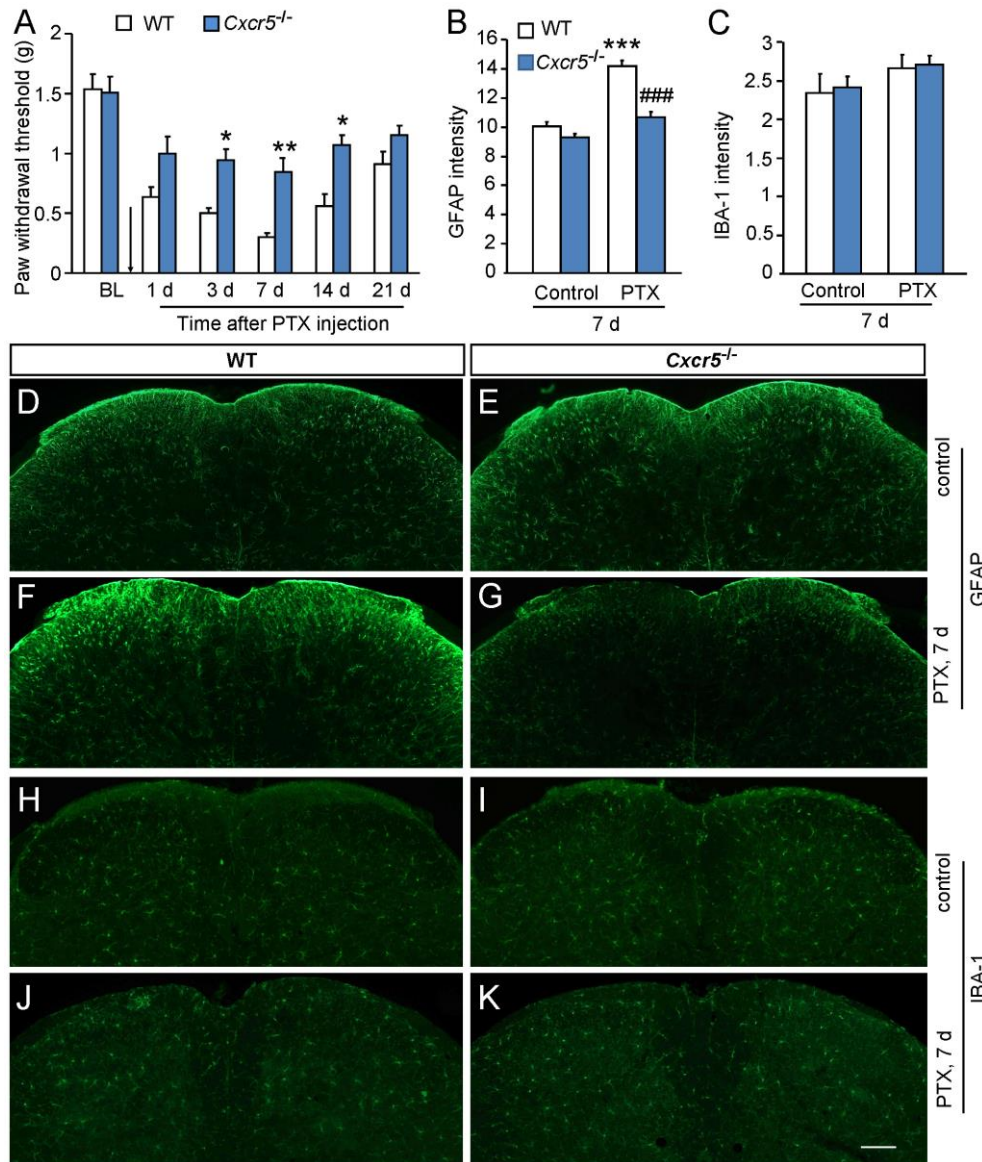 A
WT
Cxcr5-/-
Paw withdrawal threshold (g)
2
1.5
1
0.5
0
*
**
*
BL
1 d
3 d
7 d
14 d
21 d
Time after PTX injection
B
WT
Cxcr5-/-
GFAP intensity
16
14
12
10
8
6
4
2
0
***
###
Control
PTX
7 d
C
IBA-1 intensity
3
2.5
2
1.5
1
0.5
0
Control
PTX
7 d
WT
Cxcr5-/-
D
E
control
F
G
PTX, 7 d
GFAP
H
I
control
J
K
PTX, 7 d
IBA-1